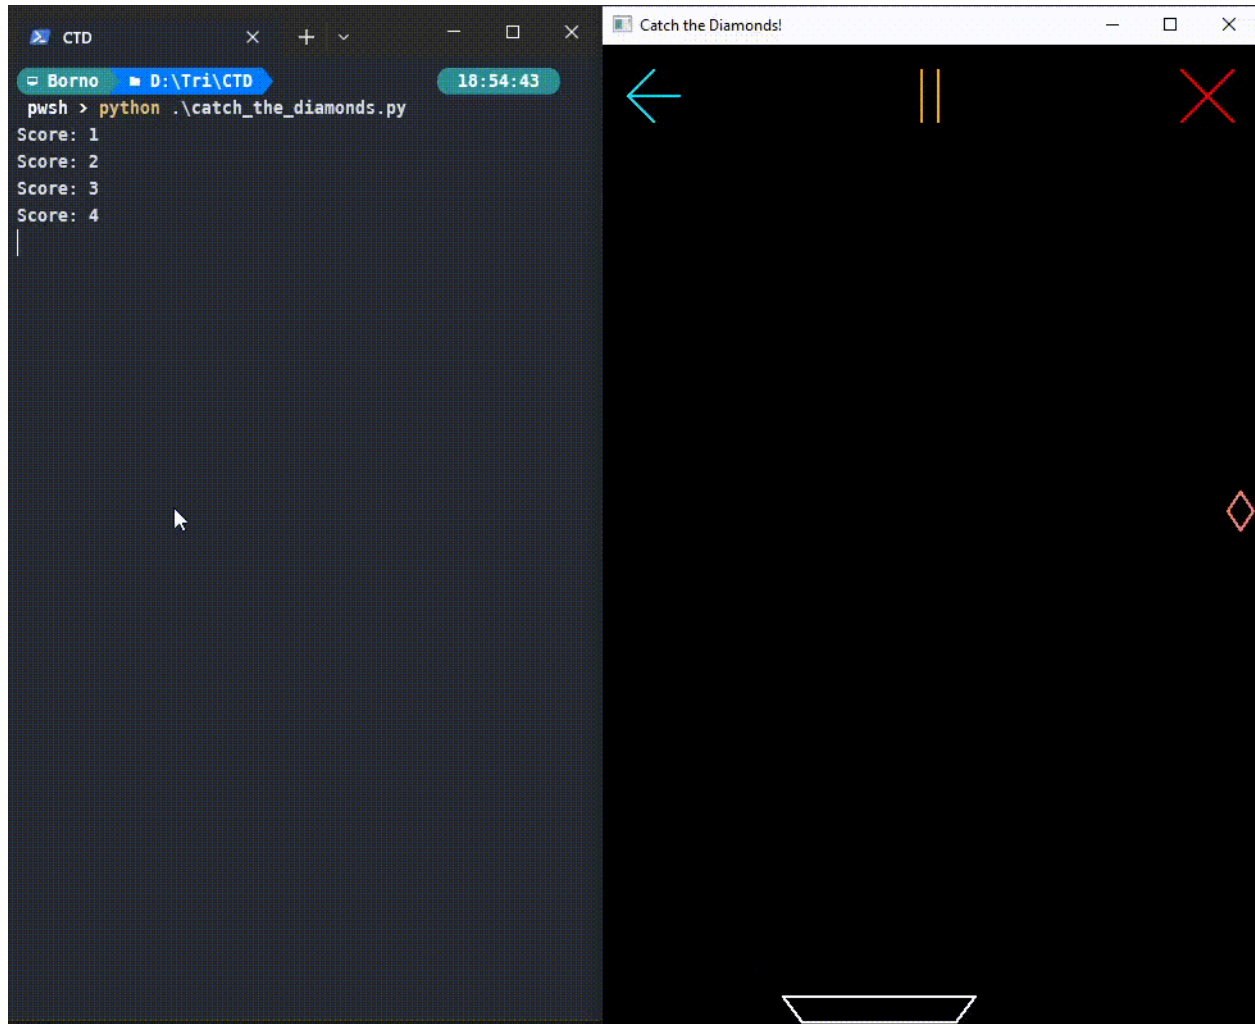 CTD
Borno D:\Tri\CTD 18:54:43
pwsh > python .\catch_the_diamonds.py
Score: 1
Score: 2
Score: 3
Score: 4
Catch the Diamonds!